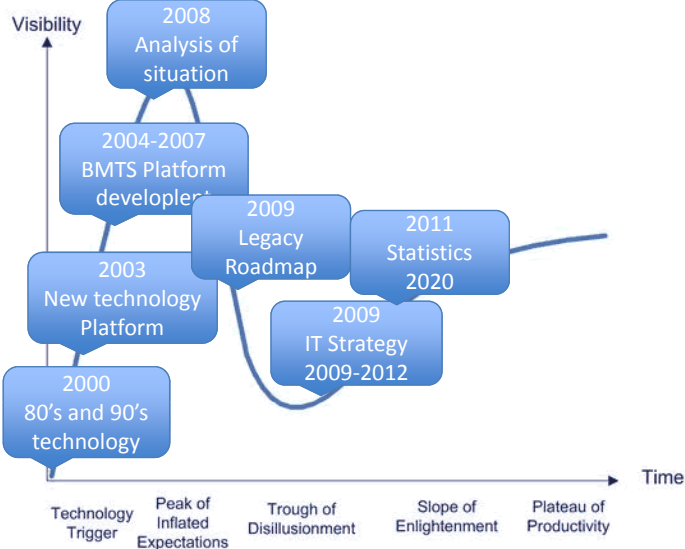 Visibility
2008
Analysis of
situation
2004-2007
BMTS Platform
developlent
2009
Legacy
Roadmap
2011
Statistics
2020
2003
New technology
Platform
2009
IT Strategy
2009-2012
2000
80's and 90's
technology
Time
Technology
Trigger
Peak of
Inflated
Expectations
Trough of
Disillusionment
Slope of
Enlightenment
Plateau of
Productivity